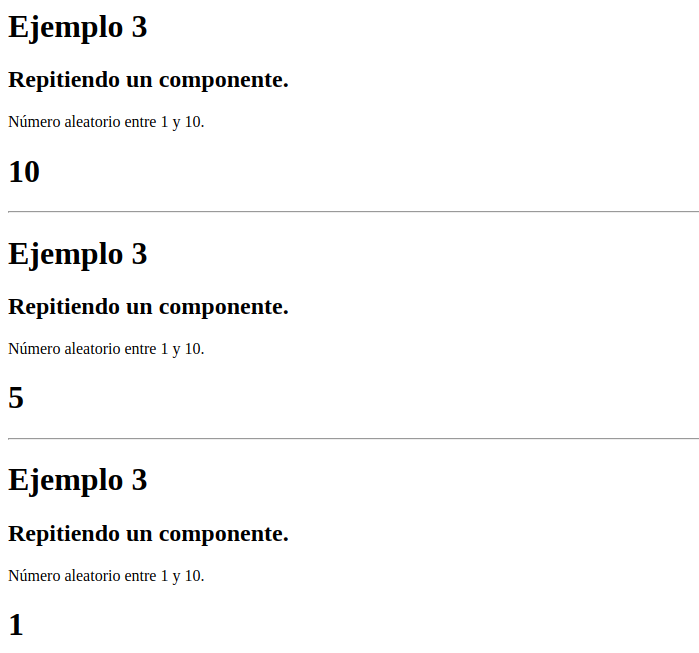 Ejemplo 3
Repitiendo un componente.
Número aleatorio entre 1 y 10.
10
Ejemplo 3
Repitiendo un componente.
Número aleatorio entre 1 y 10.
5
Ejemplo 3
Repitiendo un componente.
Número aleatorio entre 1 y 10.
1